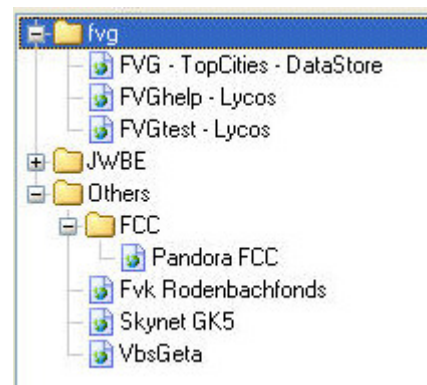 fvg
FVG - TopCities - DataStore
FVGhelp - Lycos
FVGtest - Lycos
JWBE
Others
FCC
Pandora FCC
Fvk Rodenbachfonds
Skynet GK5
VbsGeta